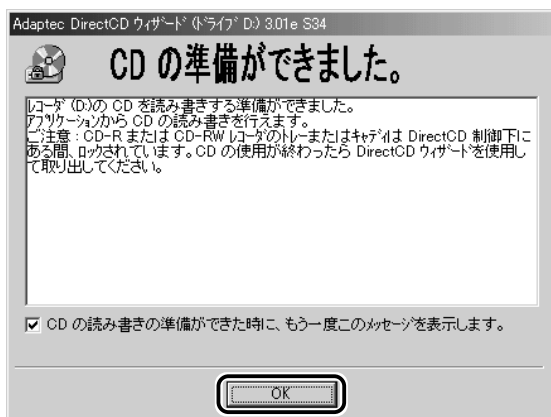 Adaptec DirectCD ウィザード (ドライブ D:) 3.01e S34
CD の準備ができました。
レコーダ (D:)の CD を読み書きする準備ができました。
アプリケーションから CD の読み書きを行えます。
ご注意 : CD-R または CD-RW レコーダのトレーまたはキャディは DirectCD 制御下に
ある間、ロックされています。CD の使用が終わったら DirectCD ウィザードを使用し
て取り出してください。
CD の読み書きの準備ができた時に、もう一度このメッセージを表示します。
OK